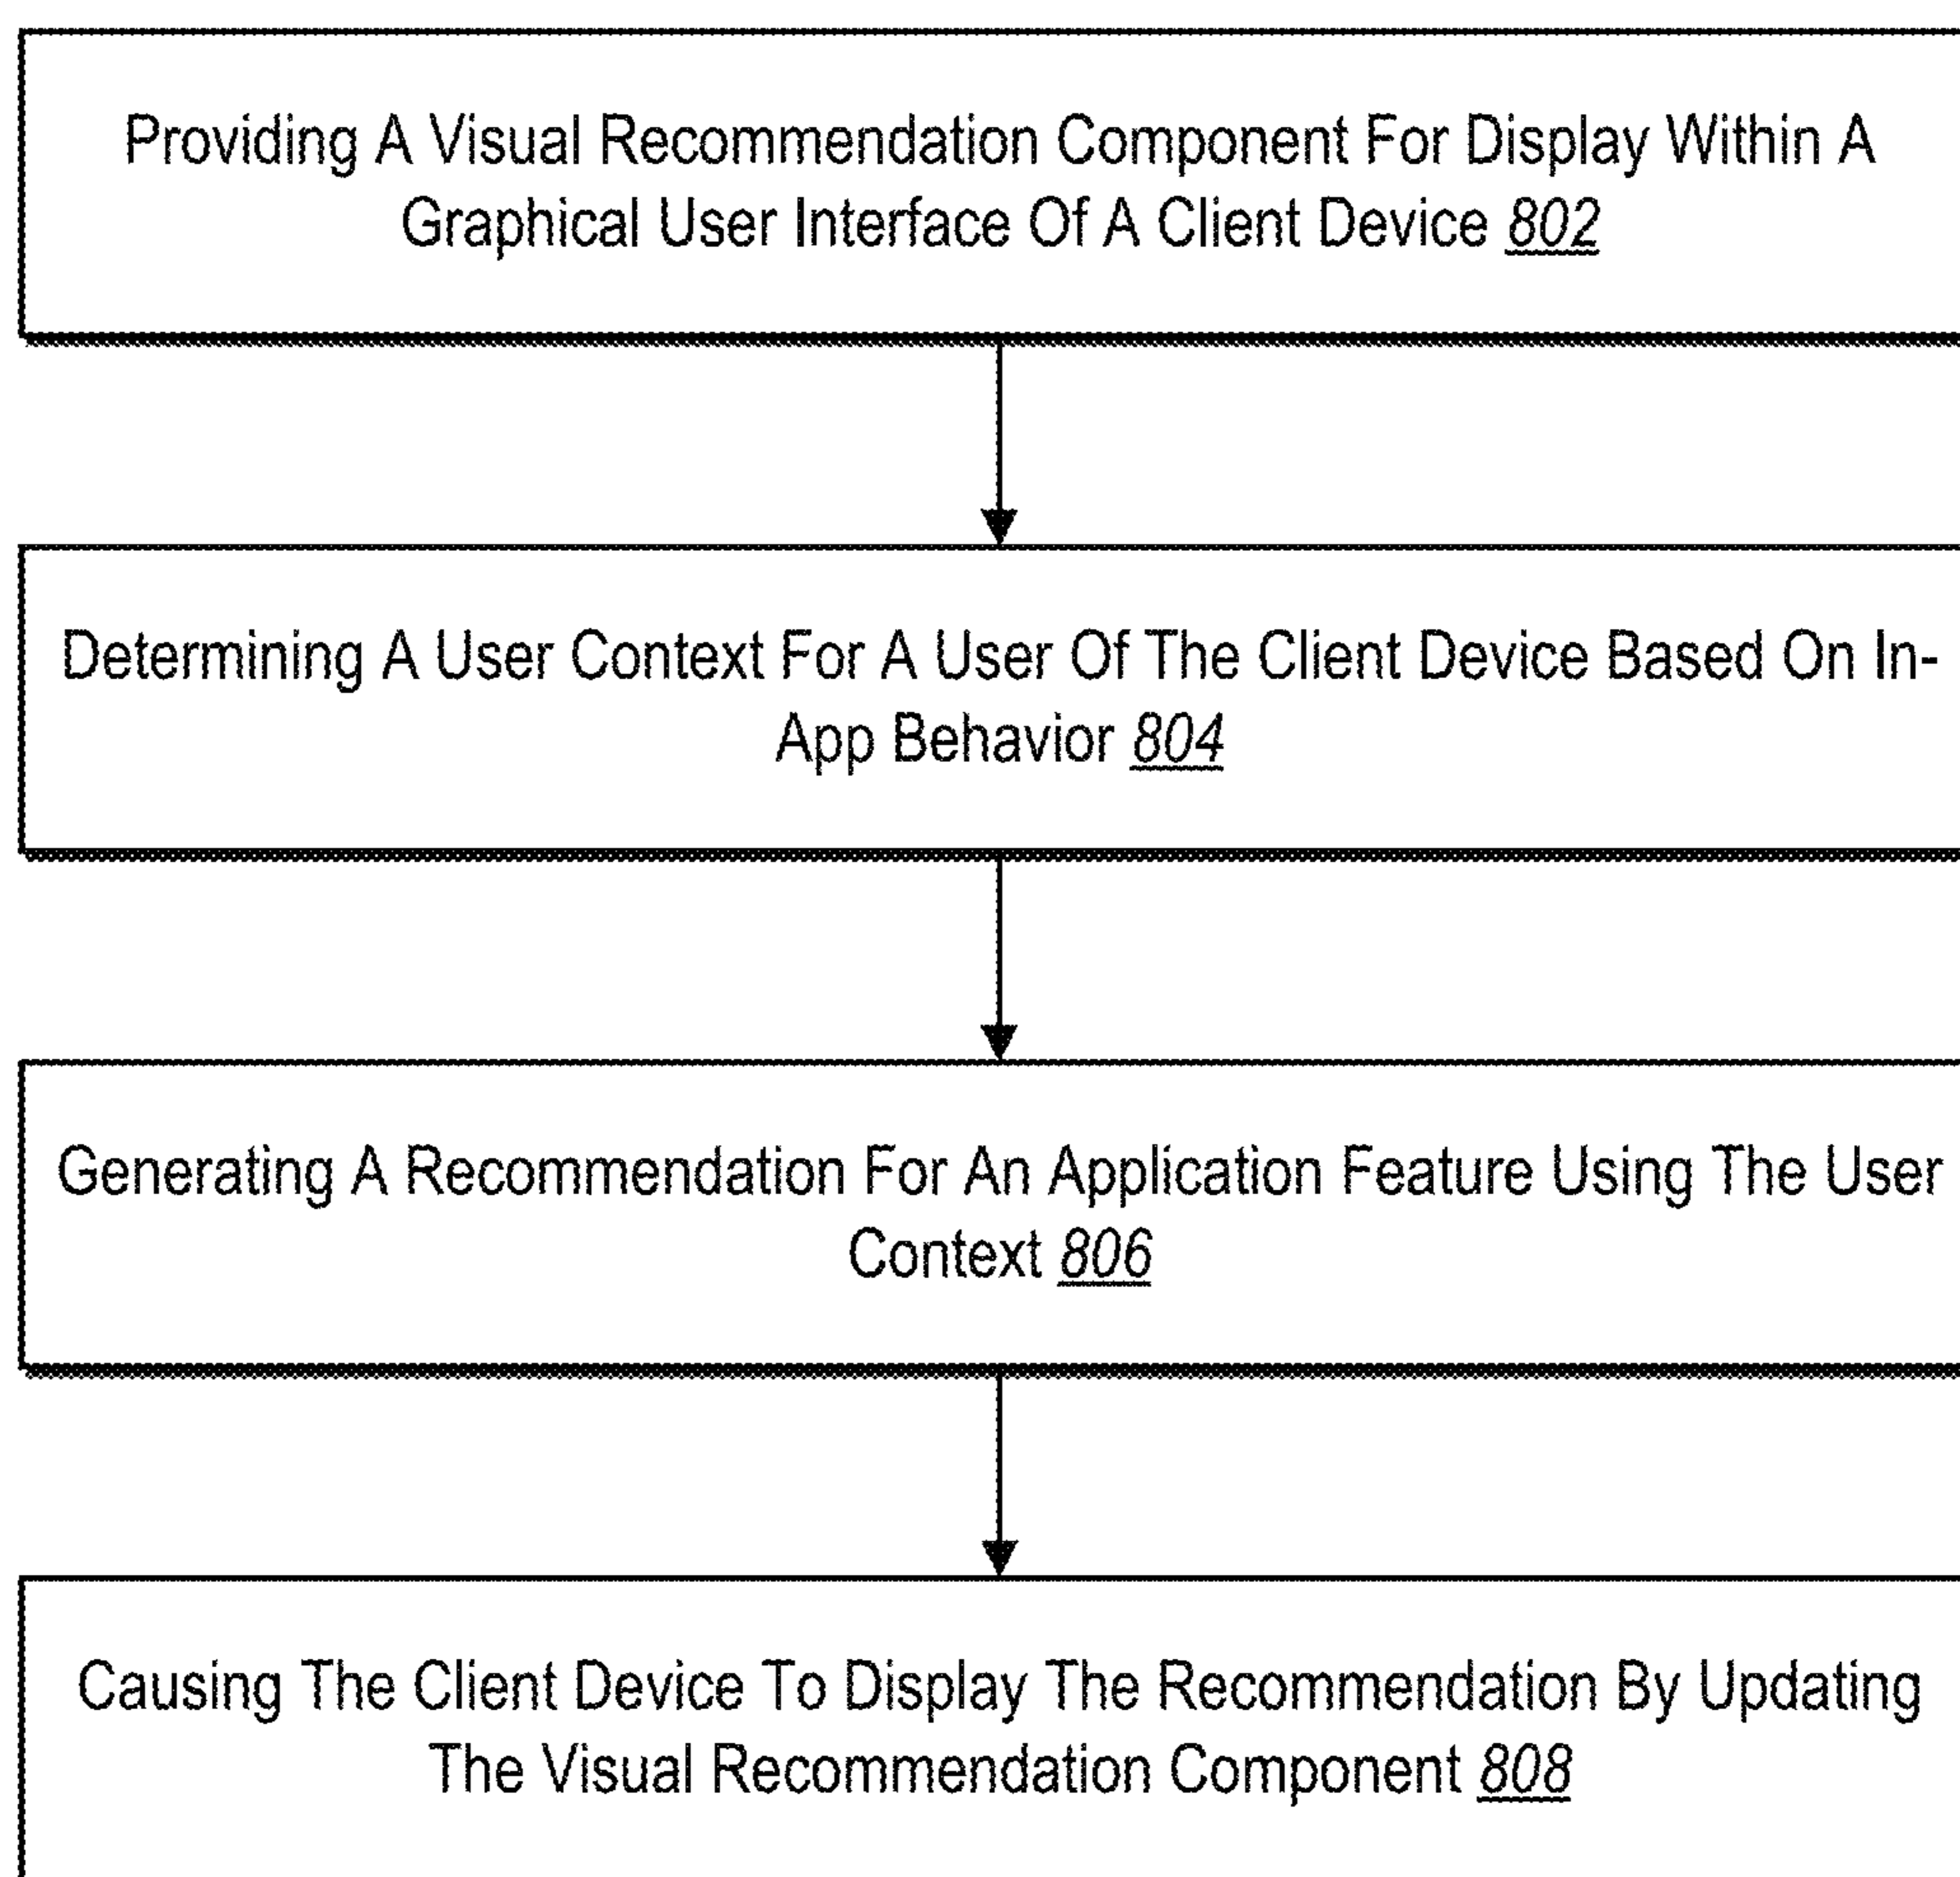 Providing A Visual Recommendation Component For Display Within A
Graphical User Interface Of A Client Device 802
Determining A User Context For A User Of The Client Device Based On In-
App Behavior 804
Generating A Recommendation For An Application Feature Using The User
Context 806
Causing The Client Device To Display The Recommendation By Updating
The Visual Recommendation Component 808